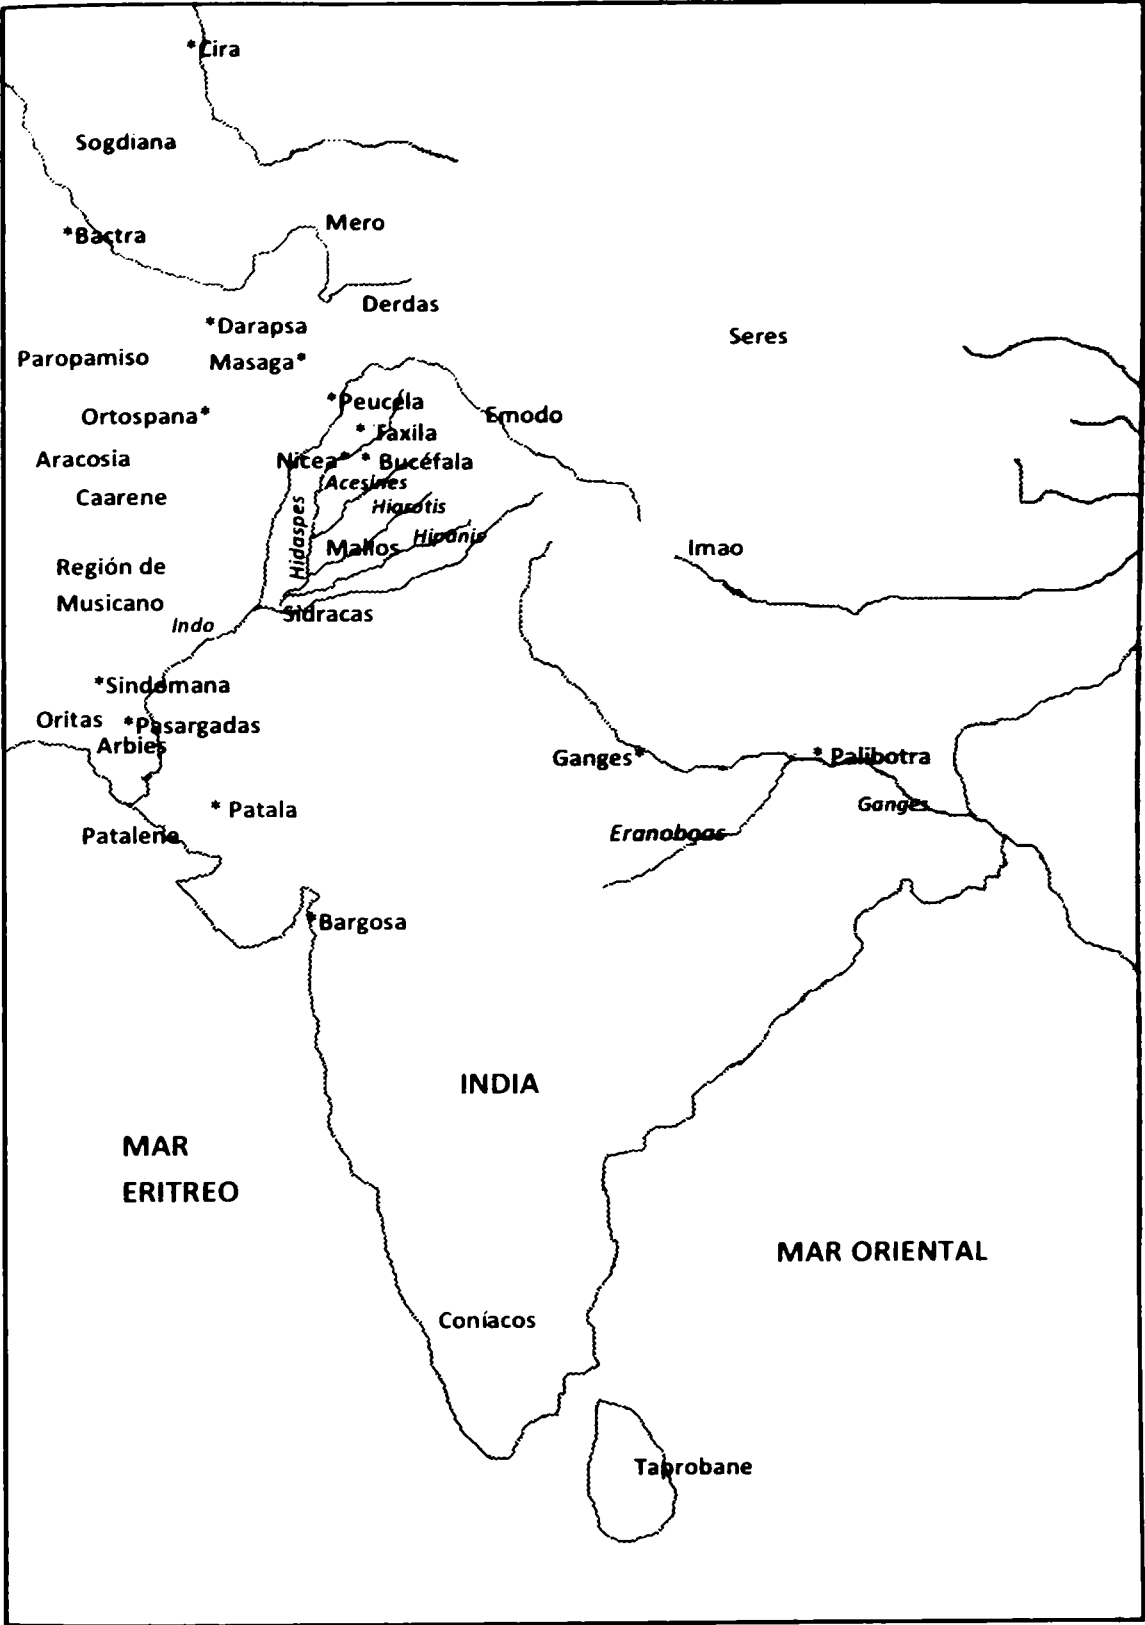 *Cira
Sogdiana
Mero
*Bactra
Derdas
*Darapsa
Seres
Paropamiso
Masaga*
*Peucela
Ortospana*
Emodo
* Taxila
Aracosia
Nicea*
* Bucéfala
Acesines
Caarene
Hiarotis
Hidaspes
Hipanis
Mallos
Imao
Región de
Musicano
Sidracas
Indo
*Sindomana
Oritas
*Pasargadas
Arbies
Ganges*
* Palibotra
Ganges
* Patala
Patalene
Eranoboas
*Bargosa
INDIA
MAR
ERITREO
MAR ORIENTAL
Coníacos
Taprobane